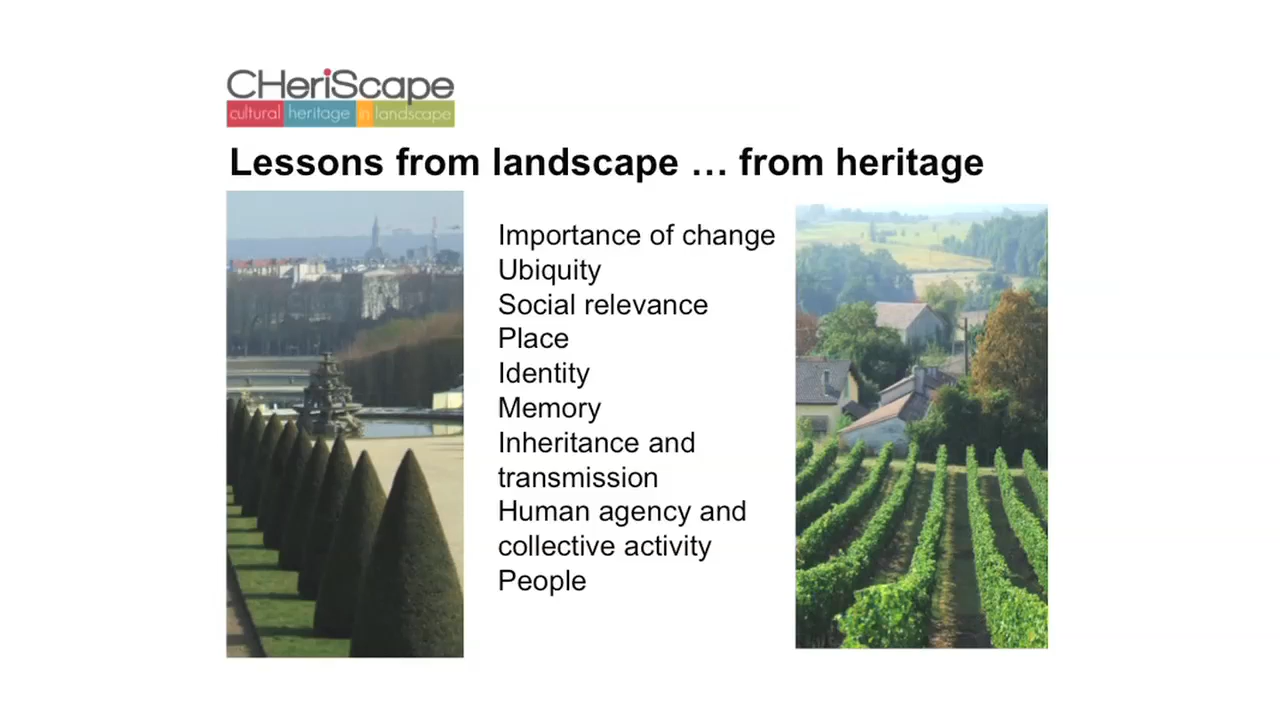 CHeriScape
cultural heritage in landscape
Lessons from landscape … from heritage
Importance of change
Ubiquity
Social relevance
Place
Identity
Memory
Inheritance and
transmission
Human agency and
collective activity
People